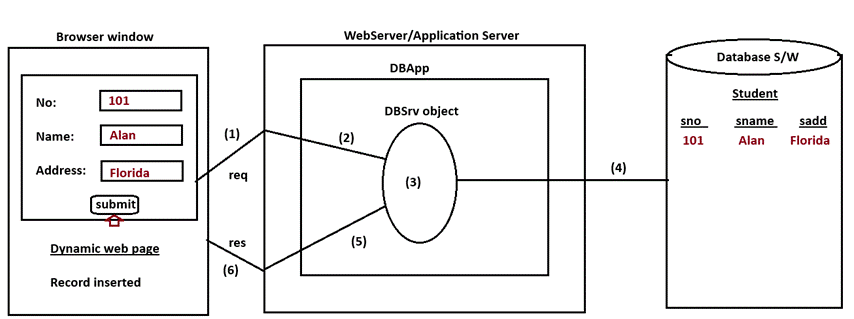 Browser window
No: 101
Name: Alan
Address: Florida
submit
Dynamic web page
Record inserted
(1)
req
res
(6)
WebServer/Application Server
DBApp
DBSrv object
(2)
(3)
(5)
(4)
Database S/W
Student
sno sname sadd
101 Alan Florida